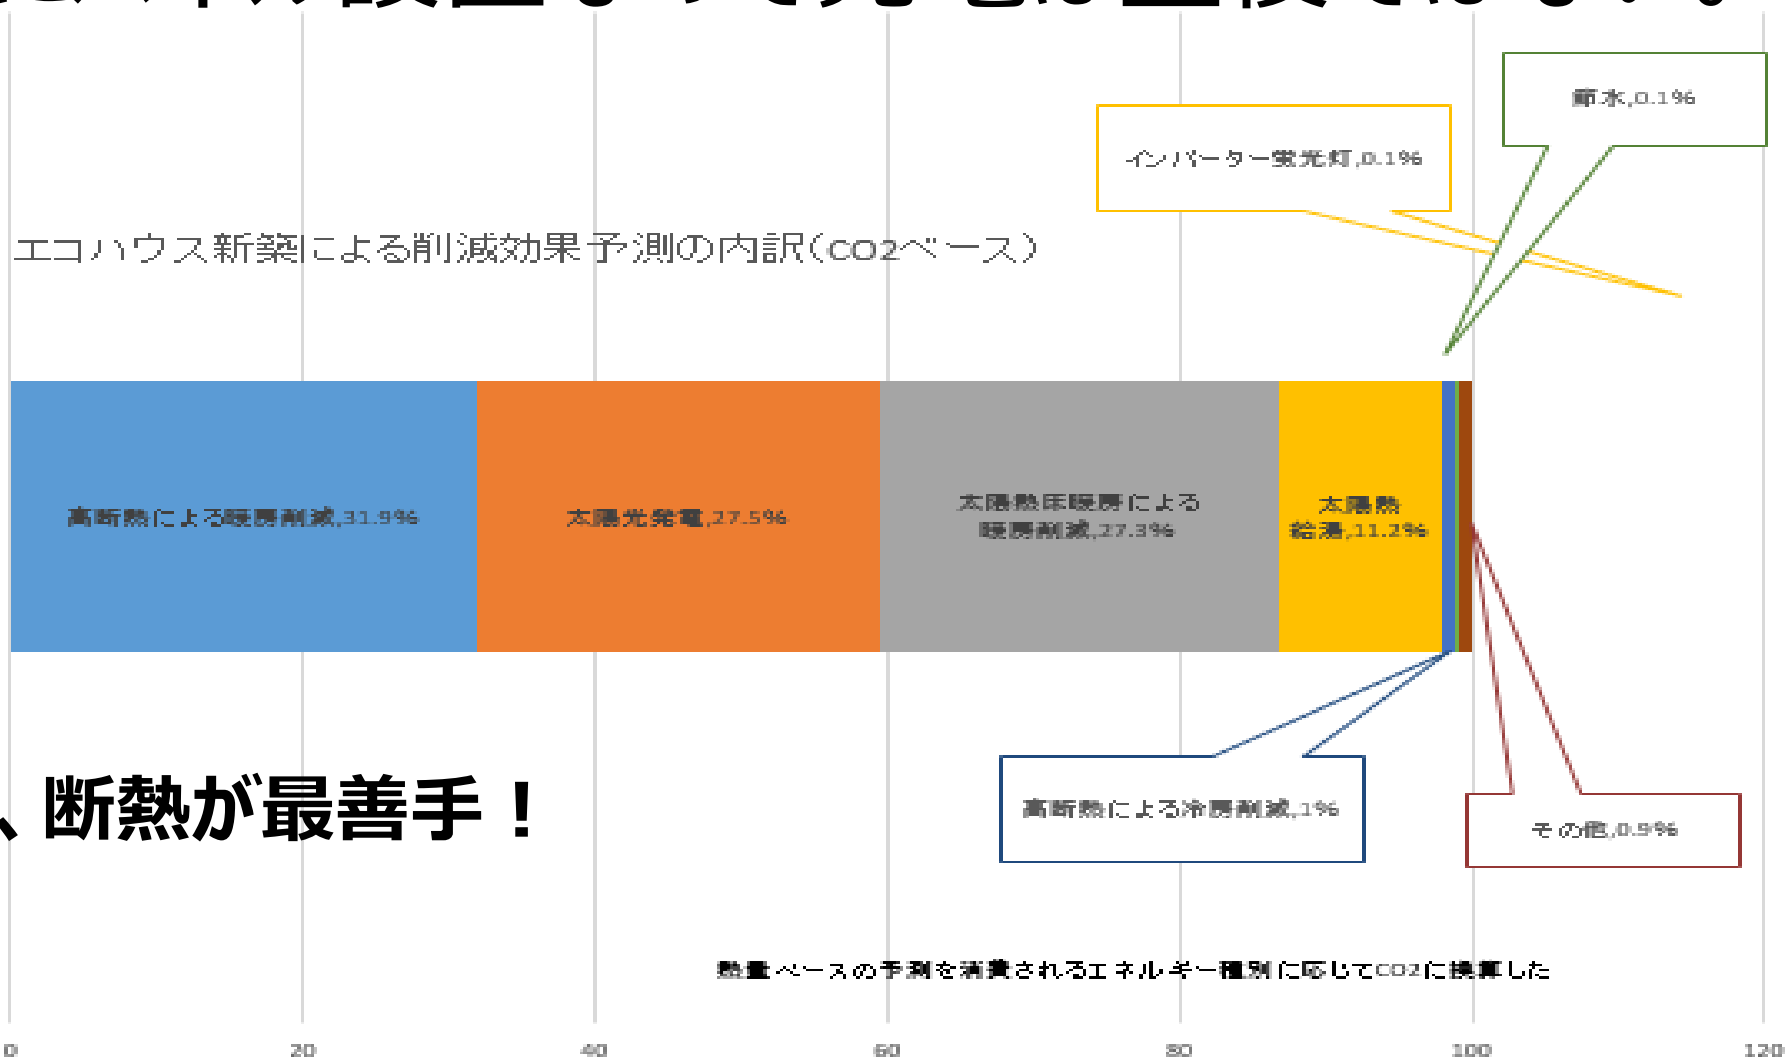 節水,0.1%
インバーター蛍光灯,0.1%
エコハウス新築による削減効果予測の内訳(CO2ベース)
高断熱による暖房削減,31.9%
太陽光発電,27.5%
太陽熱床暖房による
暖房削減,27.3%
太陽熱
給湯,11.2%
、断熱が最善手！
高断熱による冷房削減,1%
その他,0.9%
熱量ベースの予測を消費されるエネルギー種別に応じてCO2に換算した
0 20 40 60 80 100 120